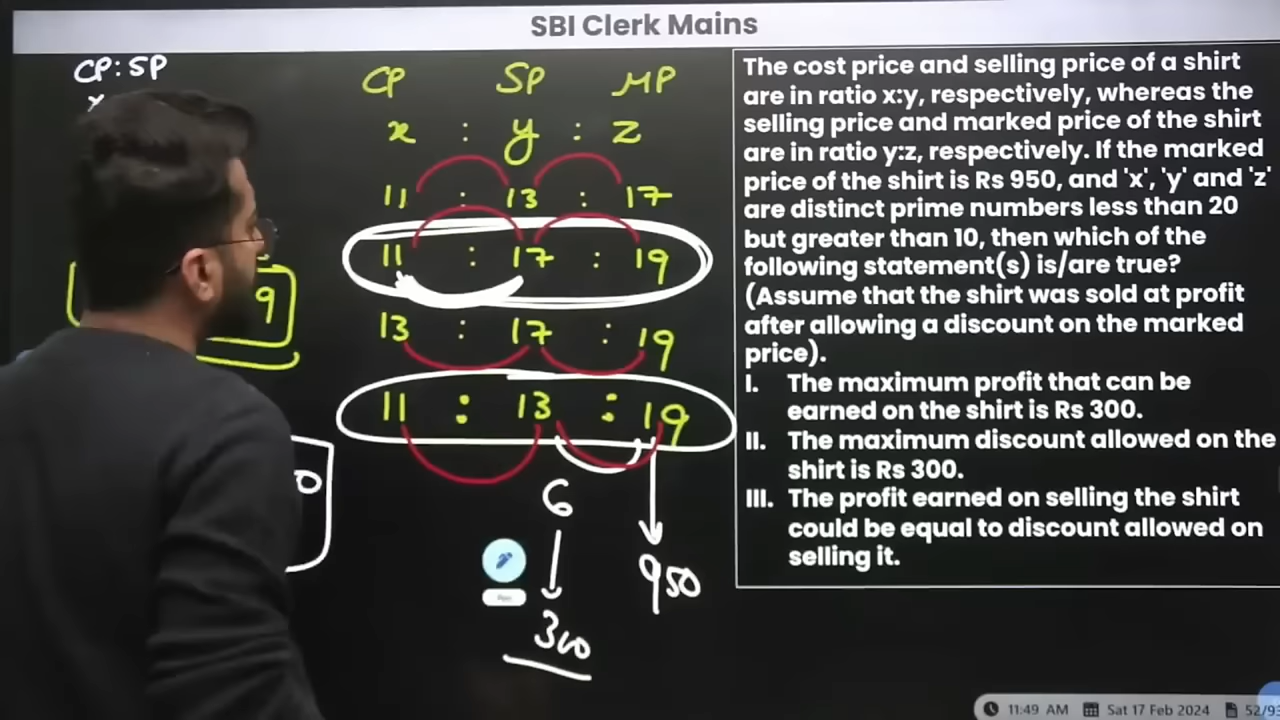 SBI Clerk Mains
CP : SP
CP SP MP
x : y : z
11 : 13 : 17
11 : 17 : 19
9
13 : 17 : 19
11 : 13 : 19
6
950
300
The cost price and selling price of a shirt
are in ratio x:y, respectively, whereas the
selling price and marked price of the shirt
are in ratio y:z, respectively. If the marked
price of the shirt is Rs 950, and 'x', 'y' and 'z'
are distinct prime numbers less than 20
but greater than 10, then which of the
following statement(s) is/are true?
(Assume that the shirt was sold at profit
after allowing a discount on the marked
price).
I. The maximum profit that can be
earned on the shirt is Rs 300.
II. The maximum discount allowed on the
shirt is Rs 300.
III. The profit earned on selling the shirt
could be equal to discount allowed on
selling it.
11:49 AM Sat 17 Feb 2024 52/93